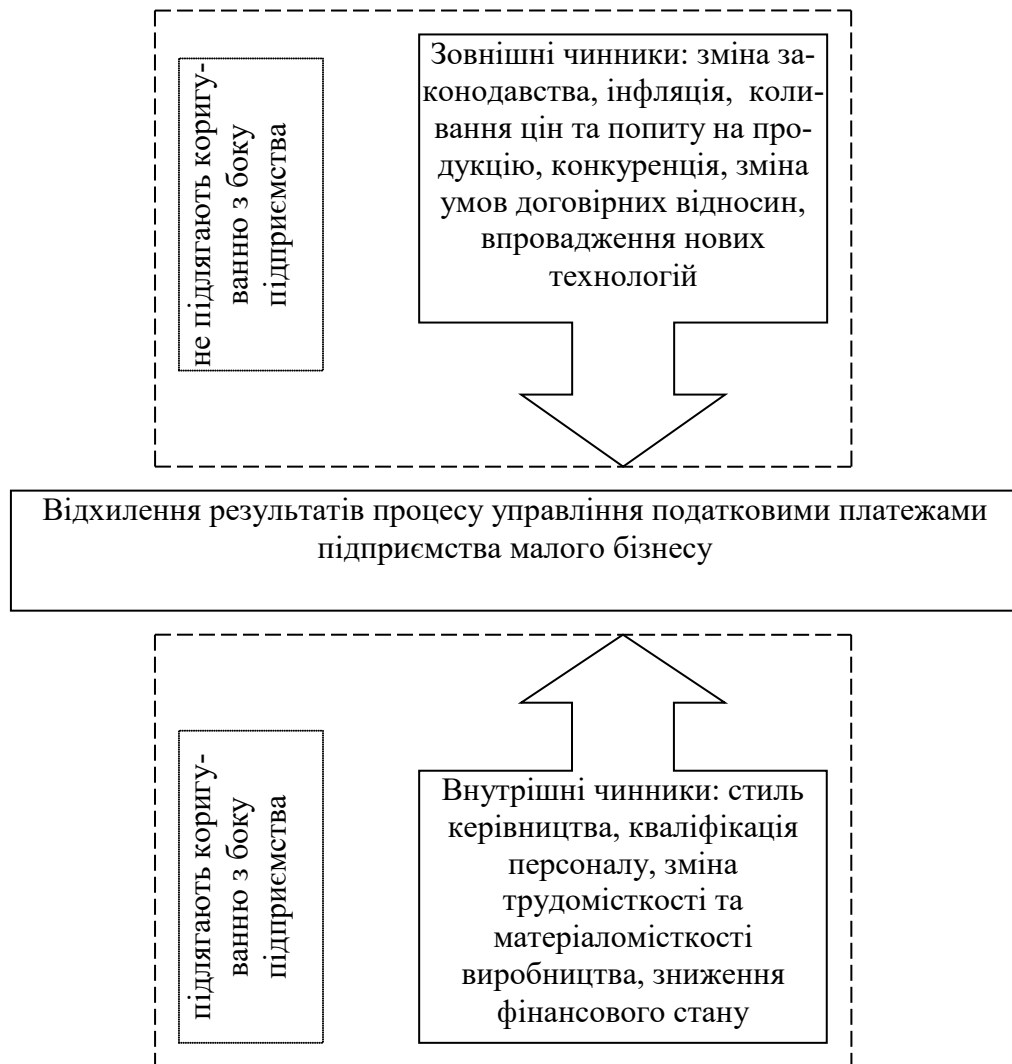 не підлягають коригу-
ванню з боку
підприємства
Зовнішні чинники: зміна за-
конодавства, інфляція, коли-
вання цін та попиту на про-
дукцію, конкуренція, зміна
умов договірних відносин,
впровадження нових
технологій
Відхилення результатів процесу управління податковими платежами
підприємства малого бізнесу
підлягають коригу-
ванню з боку
підприємства
Внутрішні чинники: стиль
керівництва, кваліфікація
персоналу, зміна
трудомісткості та
матеріаломісткості
виробництва, зниження
фінансового стану